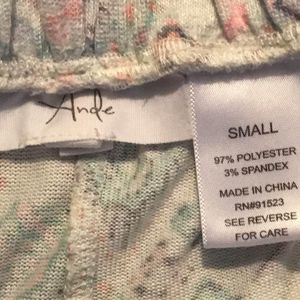 Ande
SMALL
97% POLYESTER
3% SPANDEX
MADE IN CHINA
RN#91523
SEE REVERSE
FOR CARE